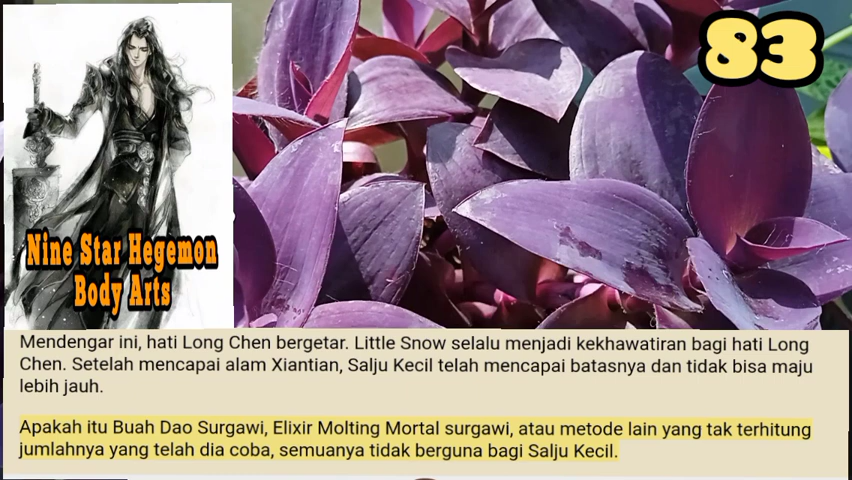 83
Nine Star Hegemon
Body Arts
Mendengar ini, hati Long Chen bergetar. Little Snow selalu menjadi kekhawatiran bagi hati Long
Chen. Setelah mencapai alam Xiantian, Salju Kecil telah mencapai batasnya dan tidak bisa maju
lebih jauh.
Apakah itu Buah Dao Surgawi, Elixir Molting Mortal surgawi, atau metode lain yang tak terhitung
jumlahnya yang telah dia coba, semuanya tidak berguna bagi Salju Kecil.